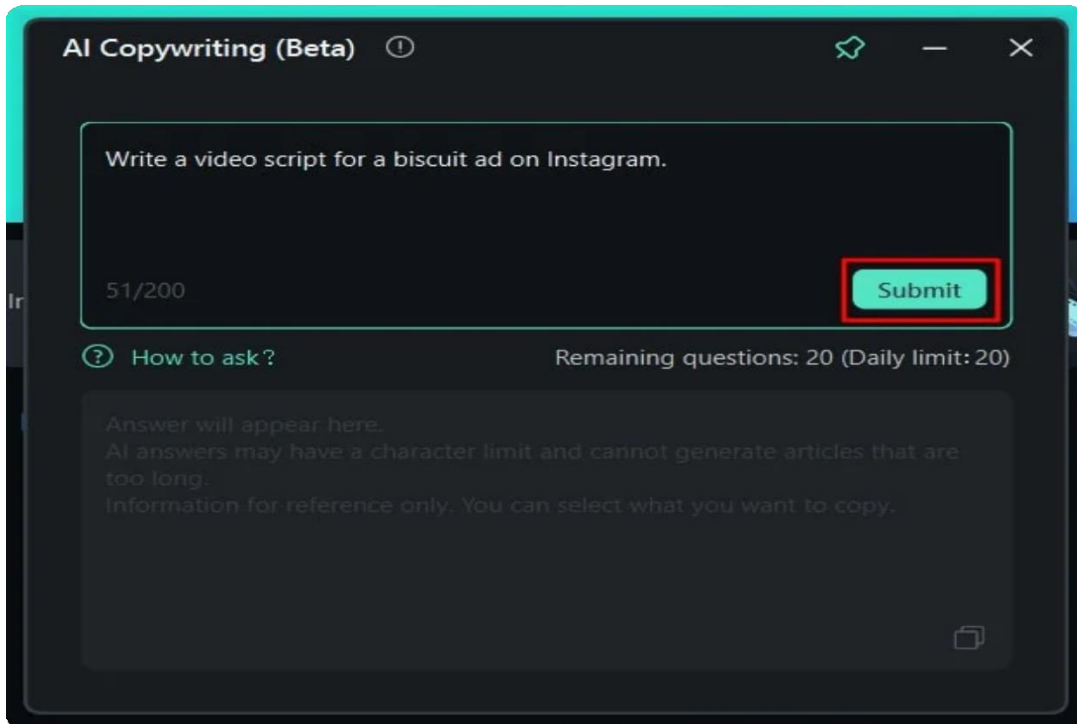 AI Copywriting (Beta)
Write a video script for a biscuit ad on Instagram.
51/200
Submit
How to ask?
Remaining questions: 20 (Daily limit: 20)
Answer will appear here.
AI answers may have a character limit and cannot generate articles that are
too long.
Information for reference only. You can select what you want to copy.